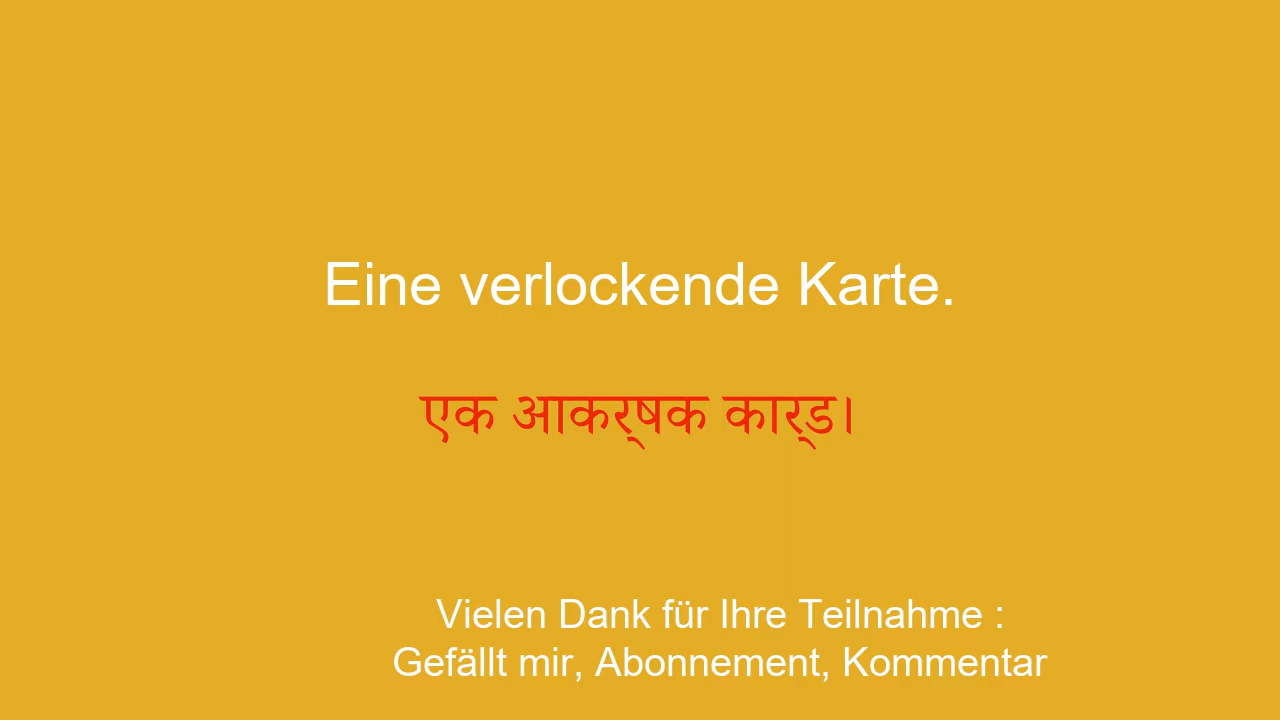 Eine verlockende Karte.
एक आकर्षक कार्ड।
Vielen Dank für Ihre Teilnahme :
Gefällt mir, Abonnement, Kommentar